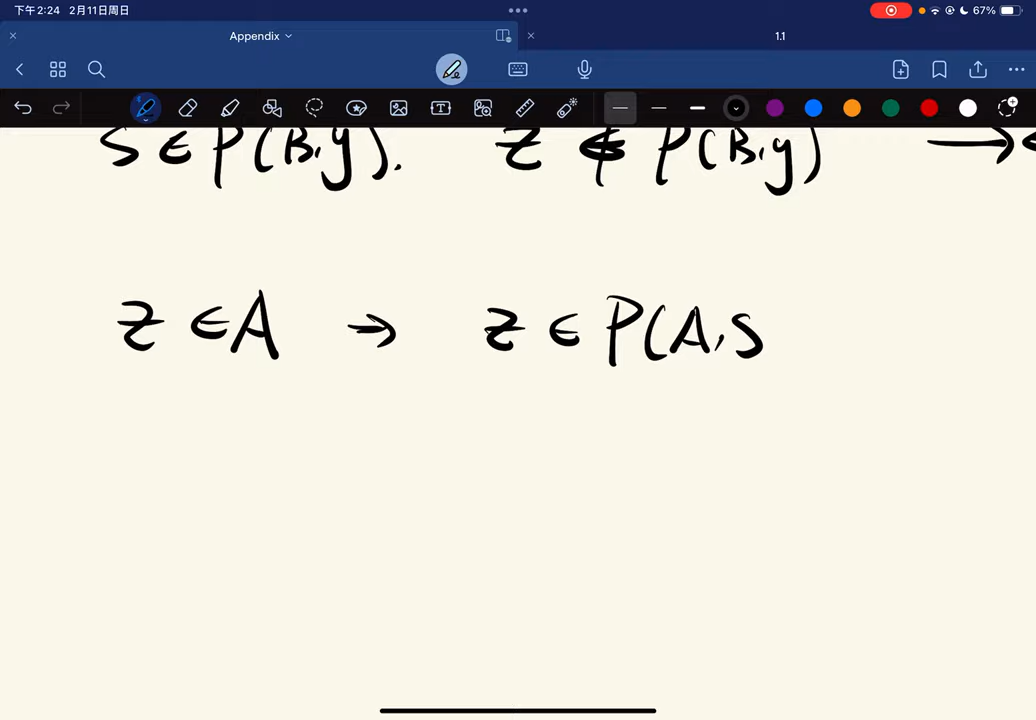 下午2:24 2月11日周日 67%
Appendix 1.1
S ∈ P(B,y). z ∉ P(B,y) →
z ∈ A → z ∈ P(A,S